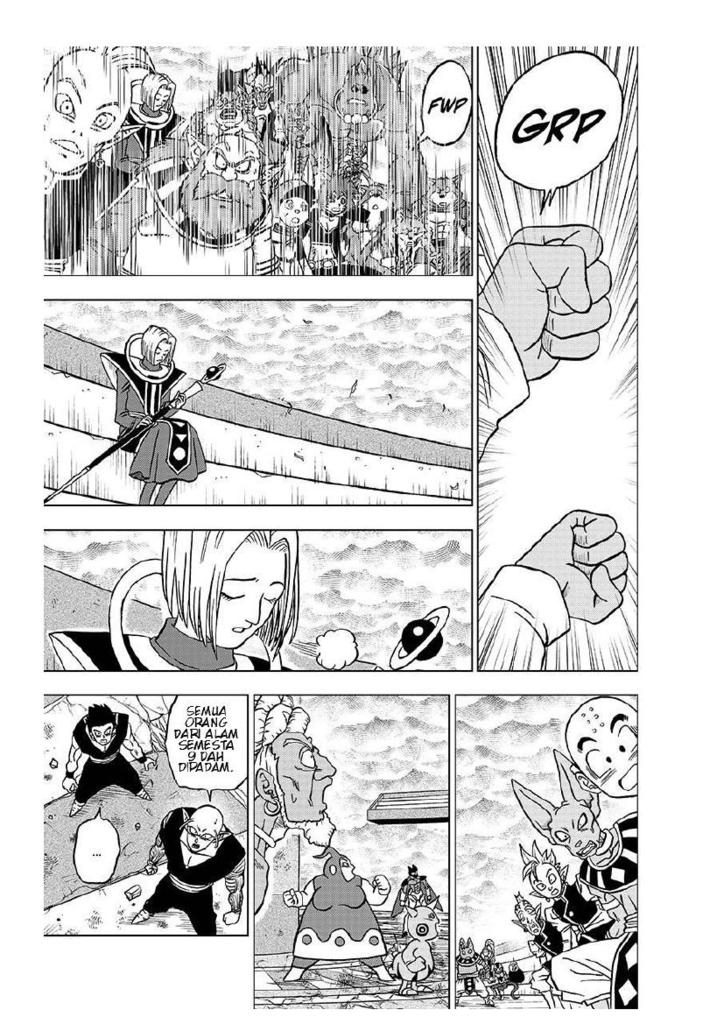 GRP
FWP
SEMUA
ORANG
DARI ALAM
SEMESTA
9 DAH
DIPADAM.
...